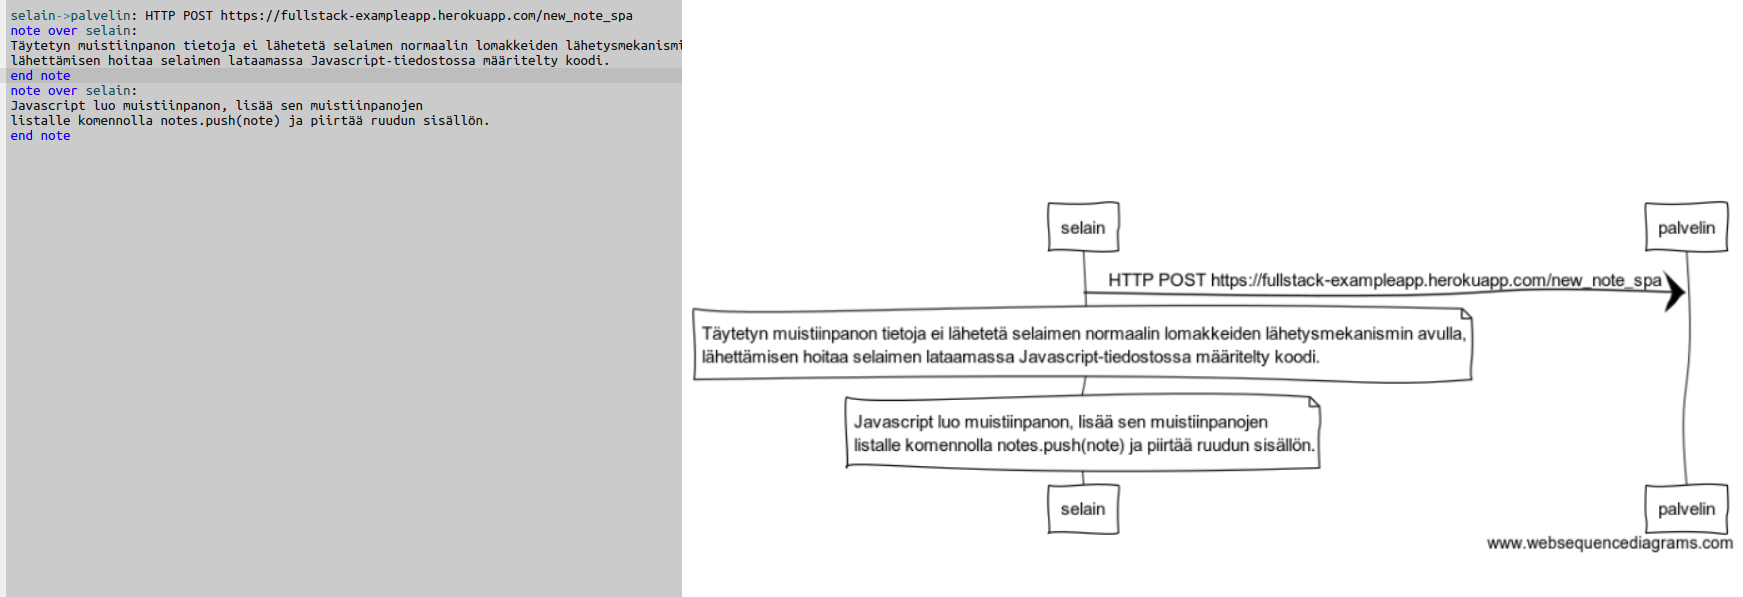 selain->palvelin: HTTP POST https://fullstack-exampleapp.herokuapp.com/new_note_spa
note over selain:
Täytetyn muistiinpanon tietoja ei lähetetä selaimen normaalin lomakkeiden lähetysmekanismi
lähettämisen hoitaa selaimen lataamassa Javascript-tiedostossa määritelty koodi.
end note
note over selain:
Javascript luo muistiinpanon, lisää sen muistiinpanojen
listalle komennolla notes.push(note) ja piirtää ruudun sisällön.
end note
selain
palvelin
HTTP POST https://fullstack-exampleapp.herokuapp.com/new_note_spa
Täytetyn muistiinpanon tietoja ei lähetetä selaimen normaalin lomakkeiden lähetysmekanismin avulla,
lähettämisen hoitaa selaimen lataamassa Javascript-tiedostossa määritelty koodi.
Javascript luo muistiinpanon, lisää sen muistiinpanojen
listalle komennolla notes.push(note) ja piirtää ruudun sisällön.
selain
palvelin
www.websequencediagrams.com